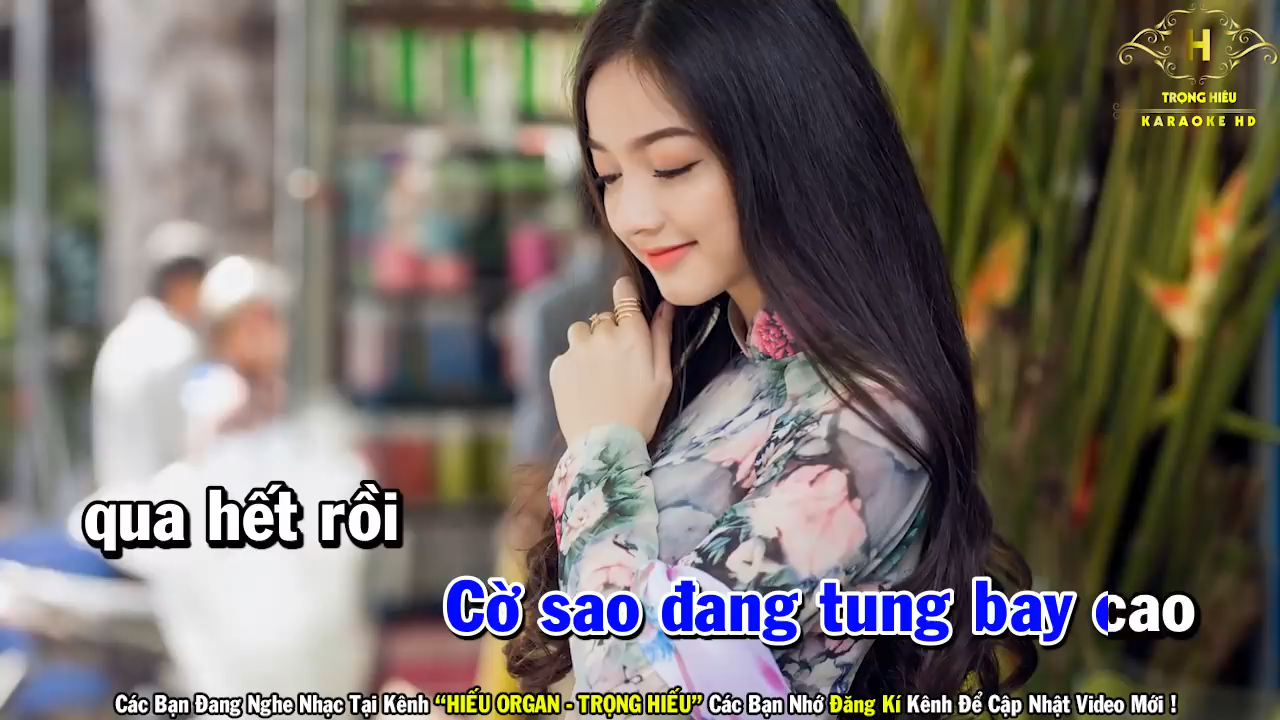 H
TRỌNG HIẾU
KARAOKE HD
qua hết rồi
Cờ sao đang tung bay cao
Các Bạn Đang Nghe Nhạc Tại Kênh “HIẾU ORGAN - TRỌNG HIẾU” Các Bạn Nhớ Đăng Kí Kênh Để Cập Nhật Video Mới !